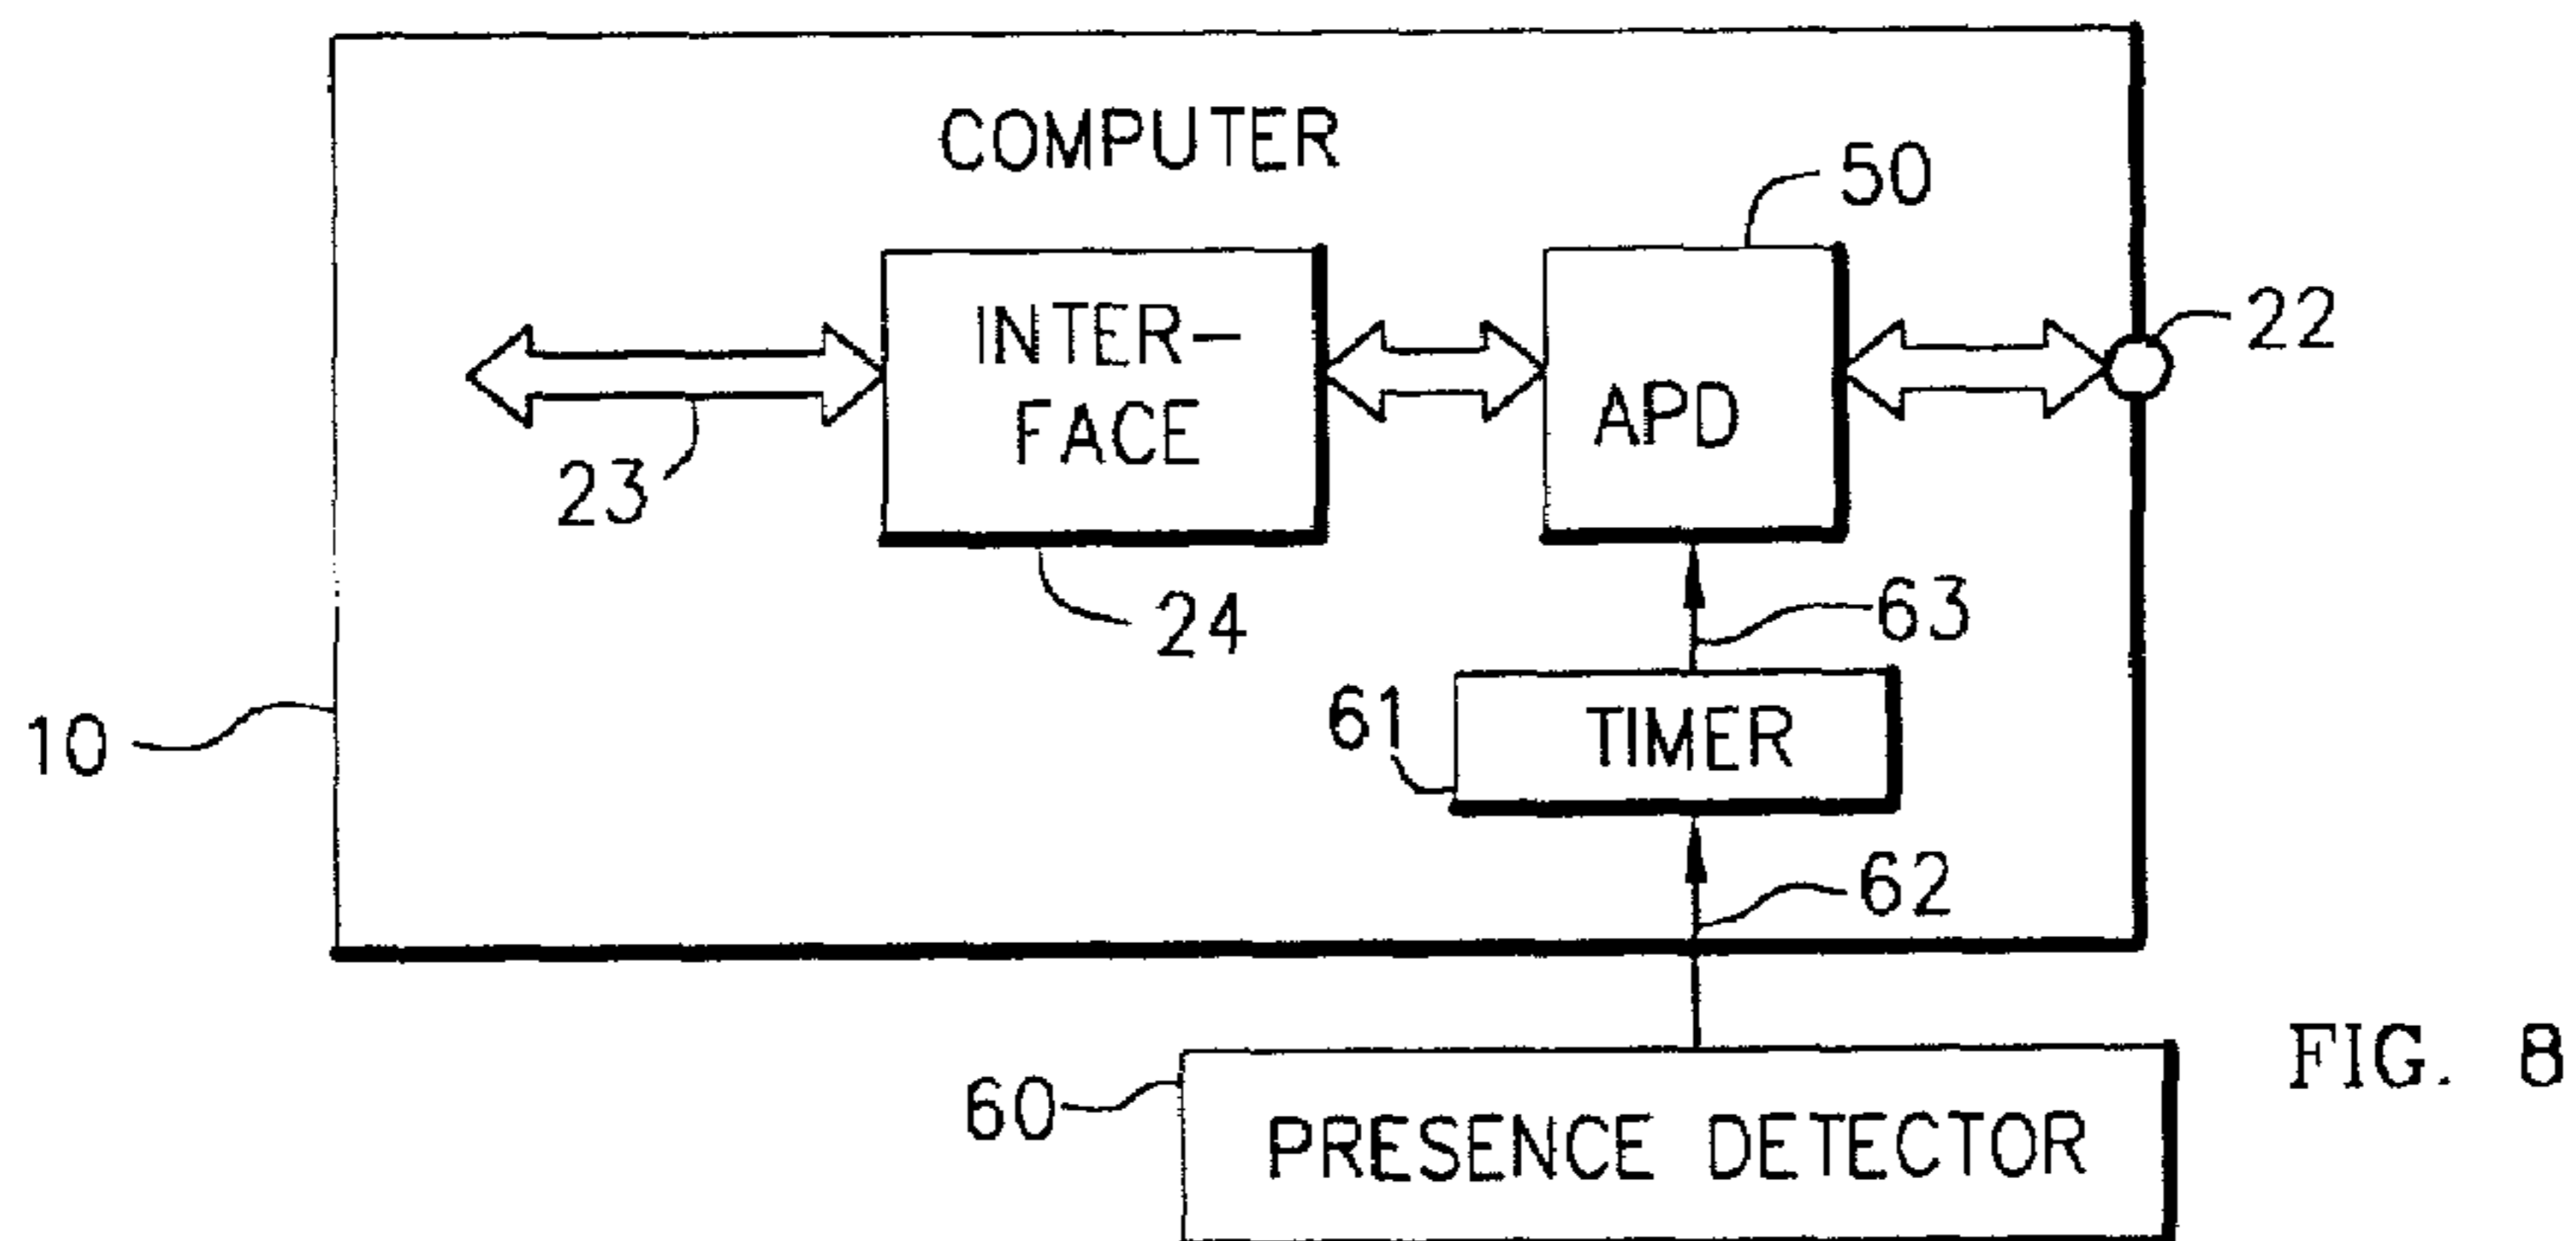 COMPUTER
50
INTER-
FACE
APD
22
23
24
63
61
TIMER
10
62
60
PRESENCE DETECTOR
FIG. 8